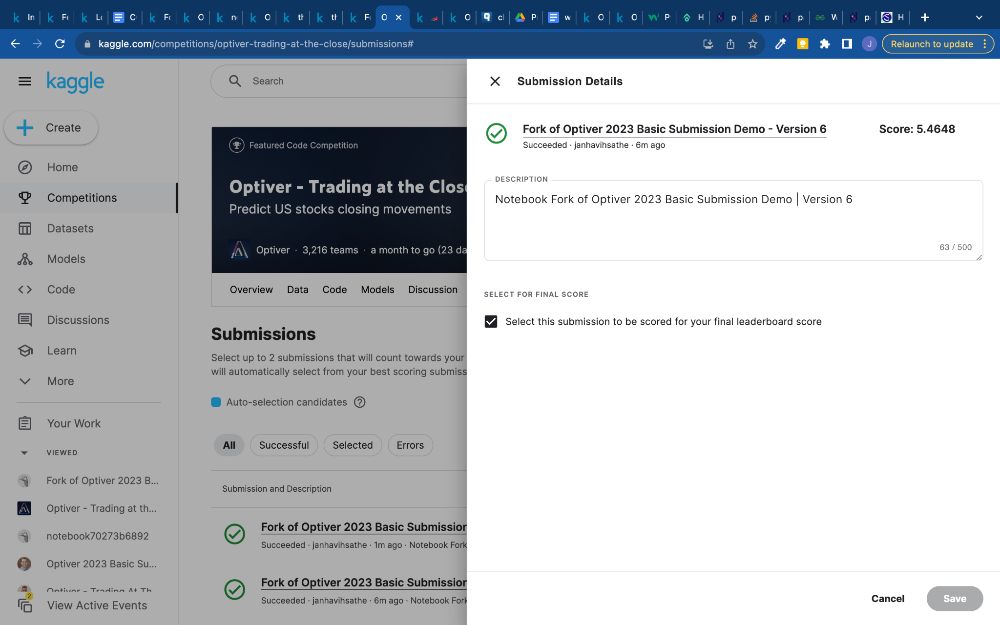 In
Fe
Lo
C
Fo
O
n
O
th
th
Fo
O
O
cl
P
w
O
O
P
H
p
p
p
W
p
H
kaggle.com/competitions/optiver-trading-at-the-close/submissions#
J
Relaunch to update
kaggle
Create
Home
Competitions
Datasets
Models
Code
Discussions
Learn
More
Your Work
VIEWED
Fork of Optiver 2023 B...
Optiver - Trading at th...
notebook70273b6892
Optiver 2023 Basic Su...
Optiver - Trading At Th
2
View Active Events
Search
Featured Code Competition
Optiver - Trading at the Close
Predict US stocks closing movements
Optiver · 3,216 teams · a month to go (23 da
Overview Data Code Models Discussion
Submissions
Select up to 2 submissions that will count towards your
will automatically select from your best scoring submiss
Auto-selection candidates ?
All Successful Selected Errors
Submission and Description
Fork of Optiver 2023 Basic Submission
Succeeded · janhavihsathe · 1m ago · Notebook Fork
Fork of Optiver 2023 Basic Submission
Succeeded · janhavihsathe · 6m ago · Notebook Fork
Submission Details
Fork of Optiver 2023 Basic Submission Demo - Version 6
Score: 5.4648
Succeeded · janhavihsathe · 6m ago
DESCRIPTION
Notebook Fork of Optiver 2023 Basic Submission Demo | Version 6
63 / 500
SELECT FOR FINAL SCORE
Select this submission to be scored for your final leaderboard score
Cancel
Save